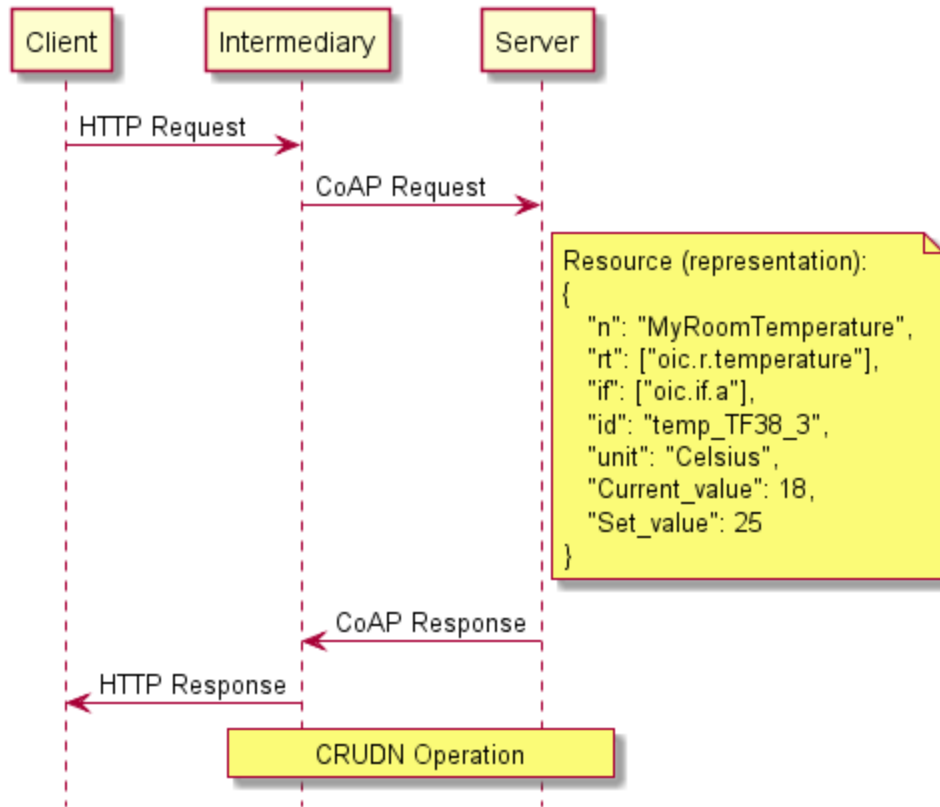 Client
Intermediary
Server
HTTP Request
CoAP Request
Resource (representation):
{
"n": "MyRoomTemperature",
"rt": ["oic.r.temperature"],
"if": ["oic.if.a"],
"id": "temp_TF38_3",
"unit": "Celsius",
"Current_value": 18,
"Set_value": 25
}
CoAP Response
HTTP Response
CRUDN Operation